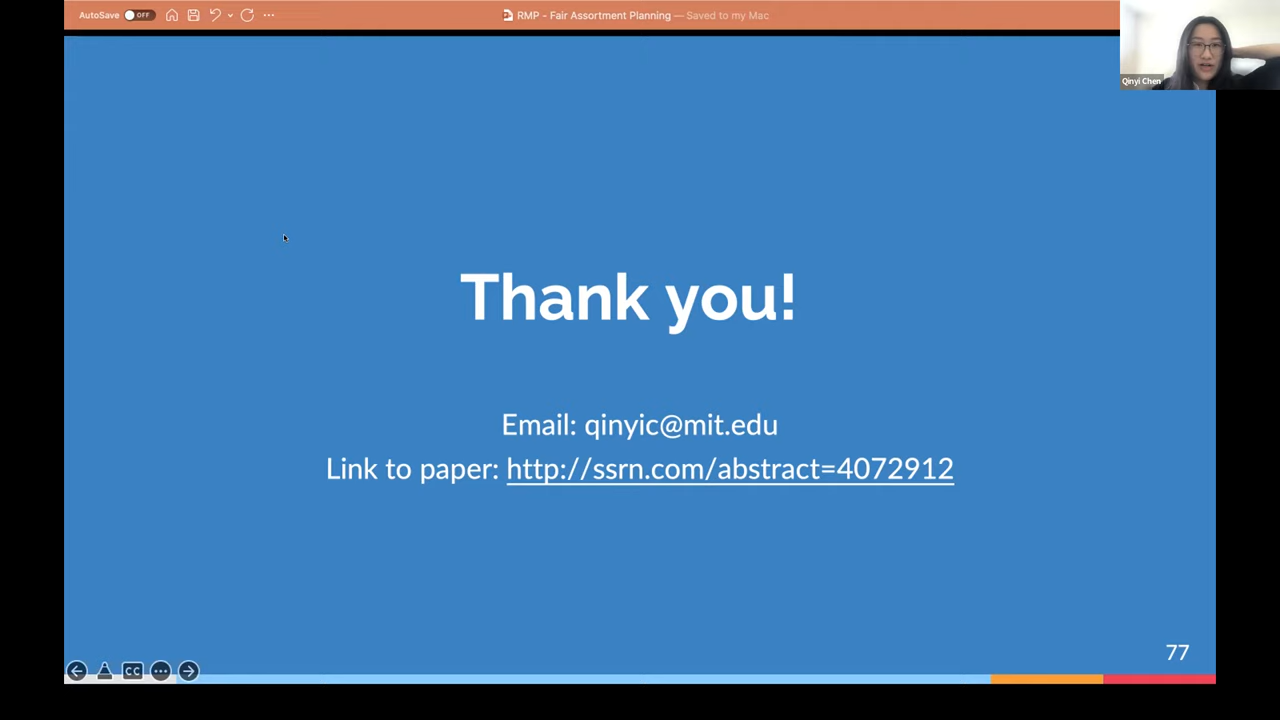 AutoSave OFF
RMP - Fair Assortment Planning — Saved to my Mac
Qinyi Chen
Thank you!
Email: qinyic@mit.edu
Link to paper: http://ssrn.com/abstract=4072912
77
CC